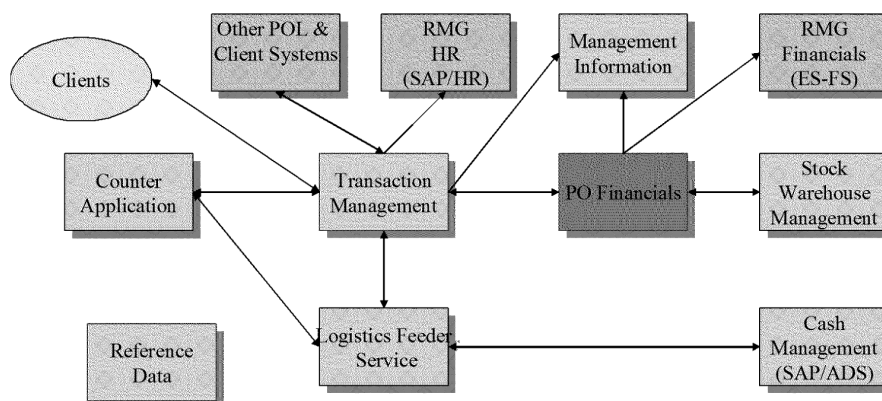 Other POL &
Client Systems
RMG
HR
(SAP/HR)
Management
Information
RMG
Financials
(ES-FS)
Clients
Counter
Application
Transaction
Management
PO Financials
Stock
Warehouse
Management
Reference
Data
Logistics Feeder
Service
Cash
Management
(SAP/ADS)